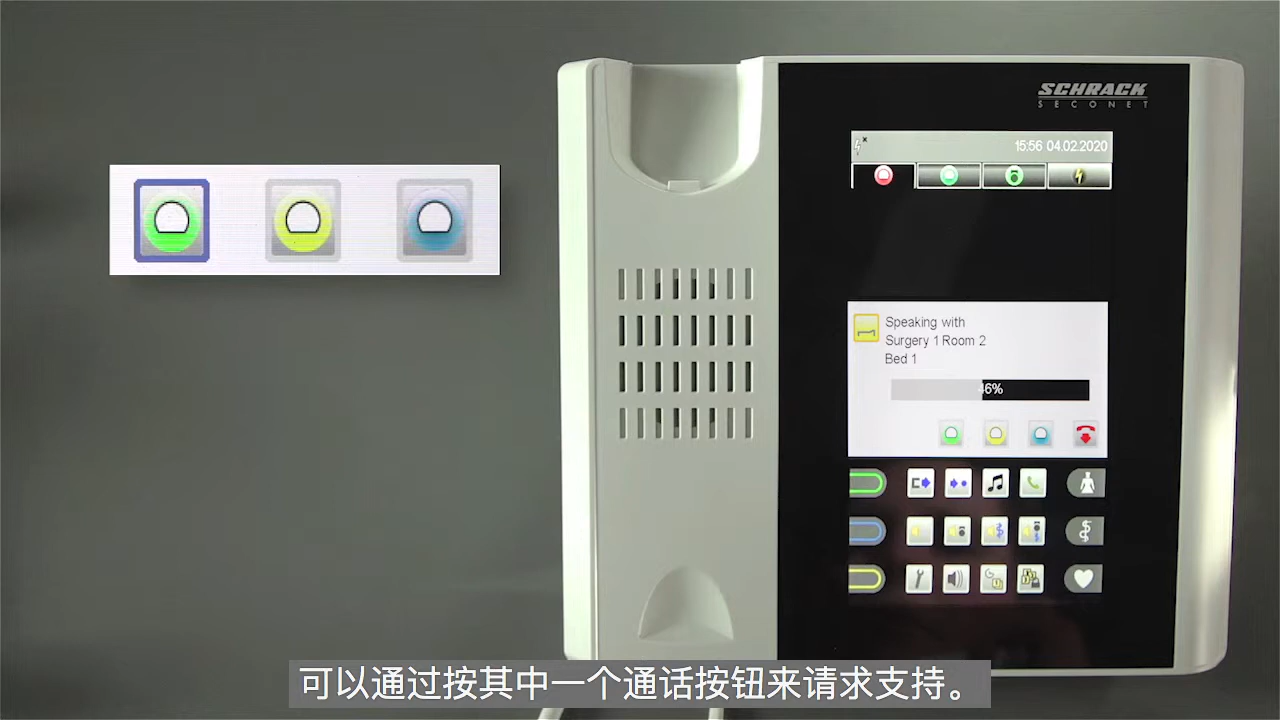 SCHRACK
SECONET
15:56 04.02.2020
Speaking with
Surgery 1 Room 2
Bed 1
46%
可以通过按其中一个通话按钮来请求支持。